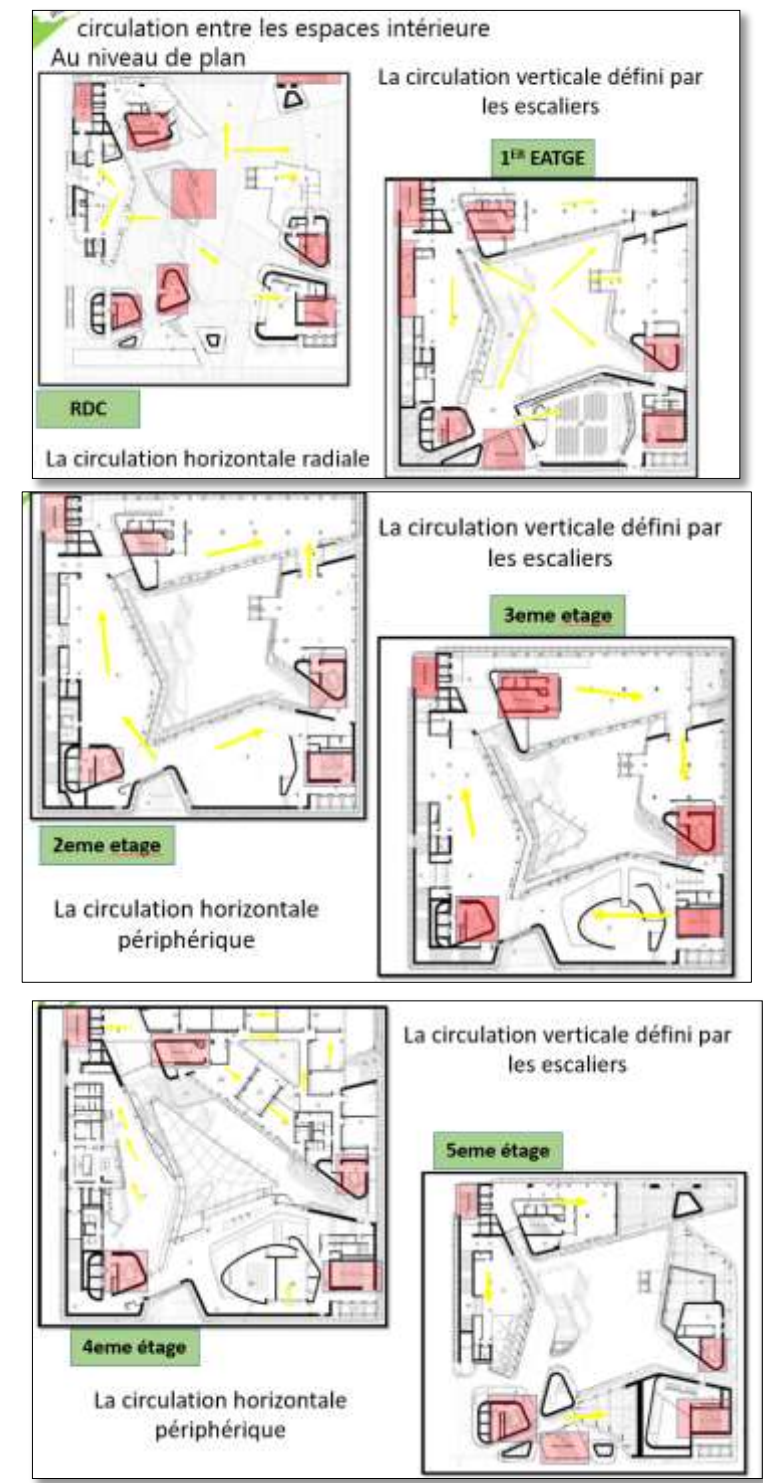 circulation entre les espaces intérieure
Au niveau de plan
La circulation verticale défini par
les escaliers
1ER EATGE
RDC
La circulation horizontale radiale
La circulation verticale défini par
les escaliers
3eme etage
2eme etage
La circulation horizontale
périphérique
La circulation verticale défini par
les escaliers
5eme étage
4eme étage
La circulation horizontale
périphérique